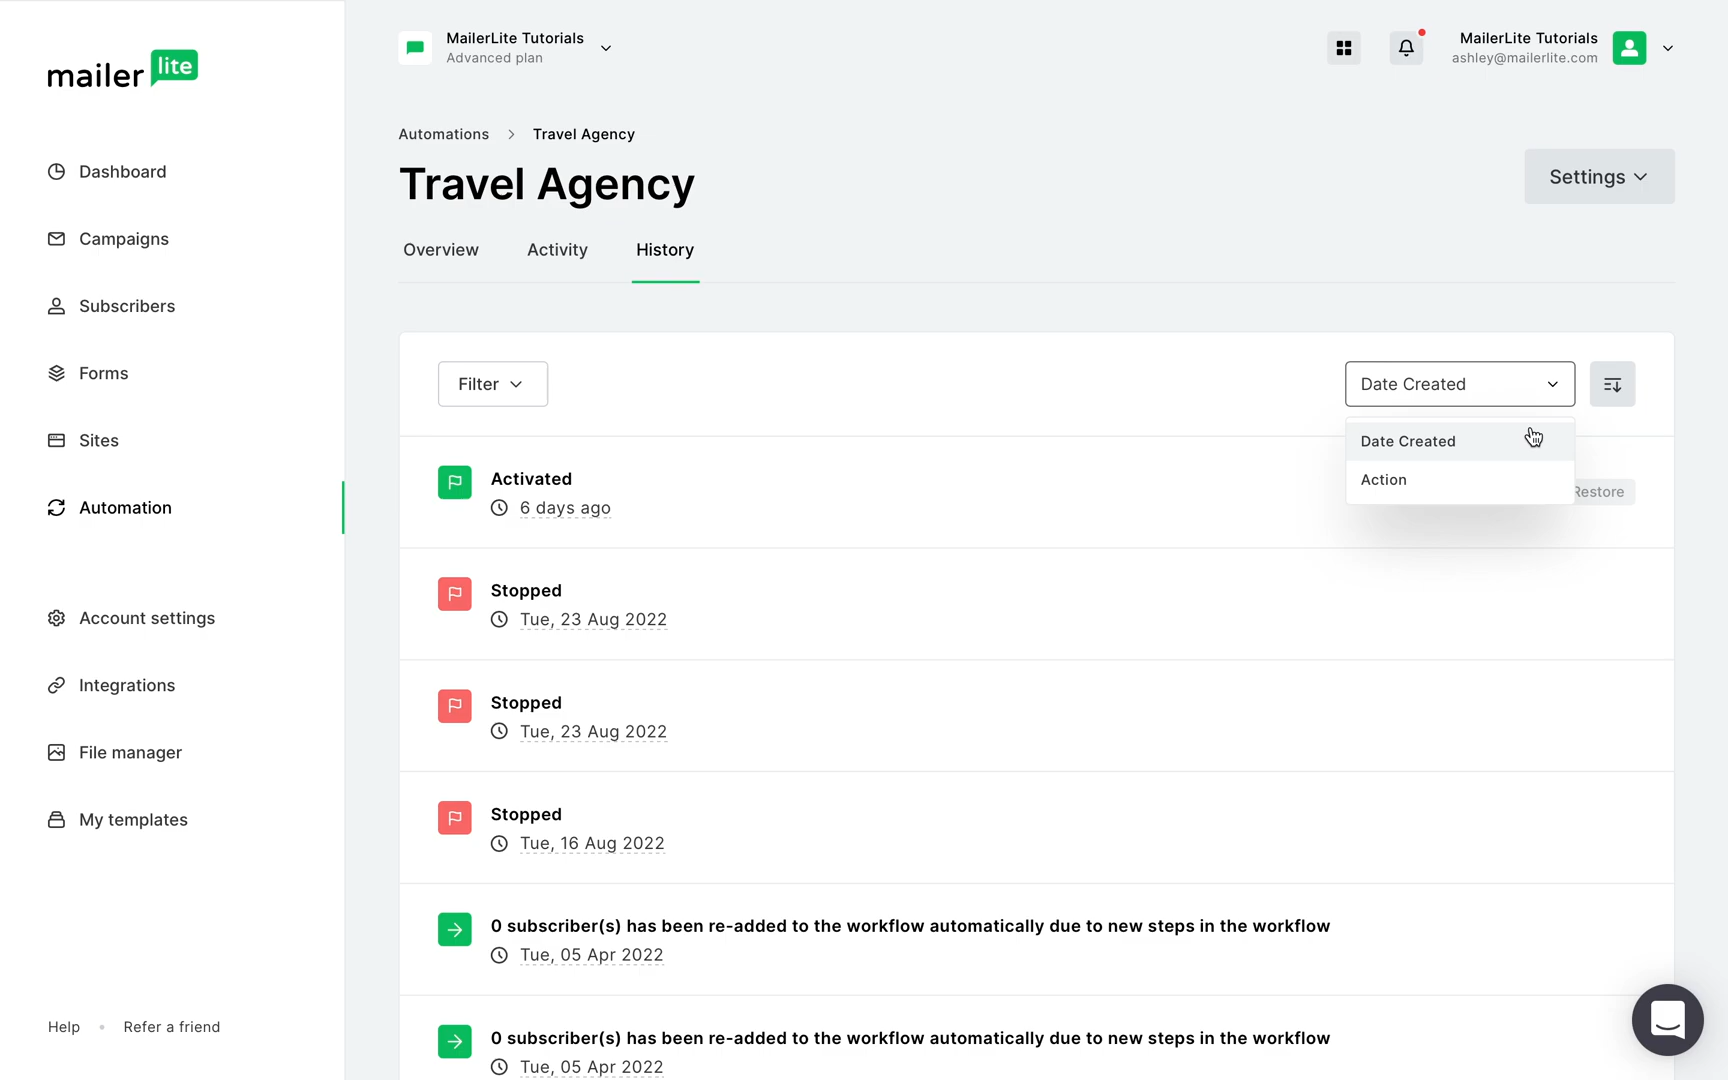 mailer lite
MailerLite Tutorials
Advanced plan
MailerLite Tutorials
ashley@mailerlite.com
Dashboard
Campaigns
Subscribers
Forms
Sites
Automation
Account settings
Integrations
File manager
My templates
Help • Refer a friend
Automations > Travel Agency
Travel Agency
Settings
Overview
Activity
History
Filter
Date Created
Date Created
Action
Restore
Activated
6 days ago
Stopped
Tue, 23 Aug 2022
Stopped
Tue, 23 Aug 2022
Stopped
Tue, 16 Aug 2022
0 subscriber(s) has been re-added to the workflow automatically due to new steps in the workflow
Tue, 05 Apr 2022
0 subscriber(s) has been re-added to the workflow automatically due to new steps in the workflow
Tue, 05 Apr 2022